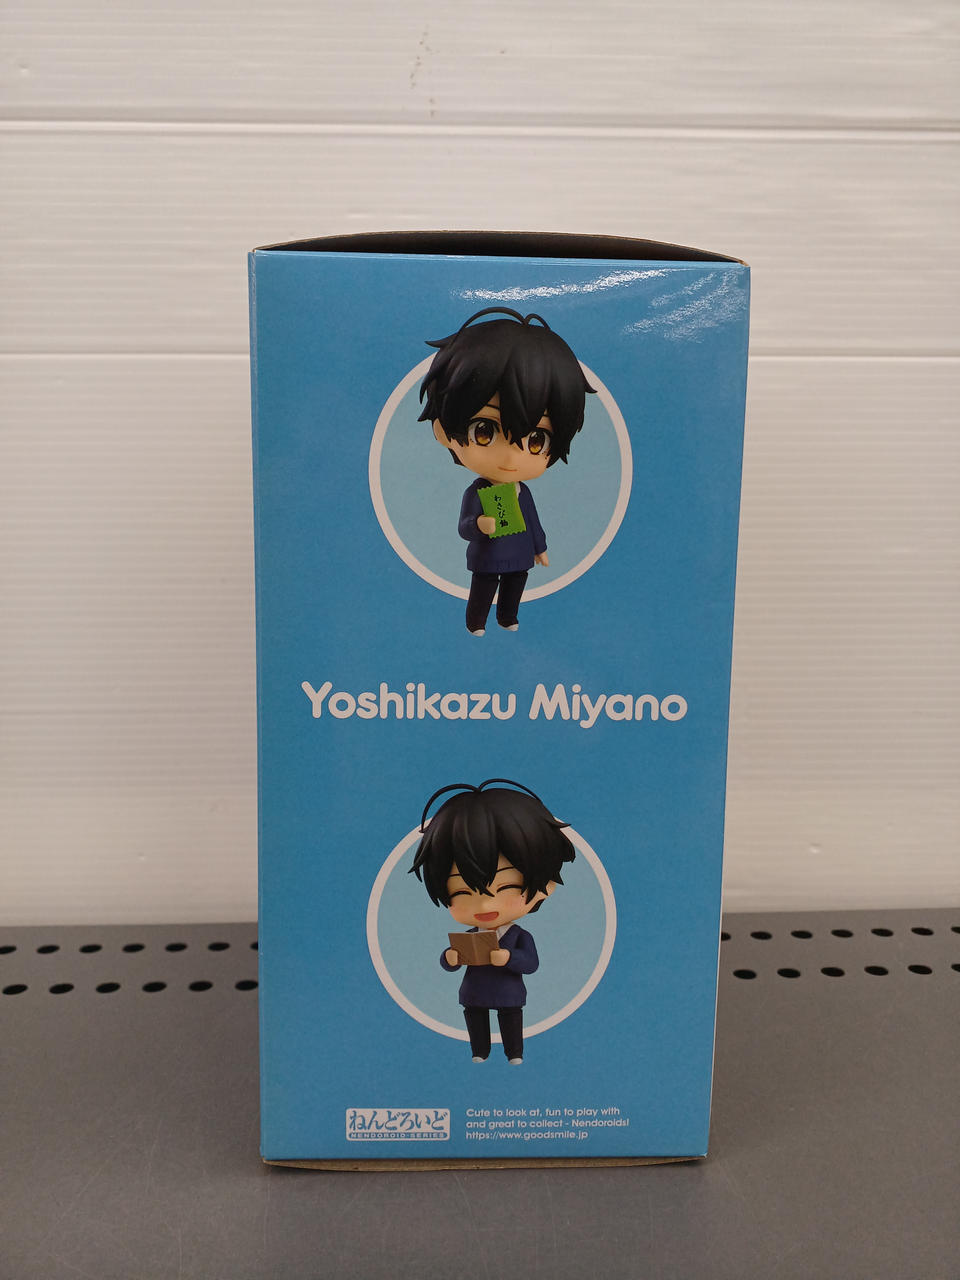 わさび飴
Yoshikazu Miyano
ねんどろいど
NENDOROID-SERIES
Cute to look at, fun to play with
and great to collect - Nendoroids!
https://www.goodsmile.jp